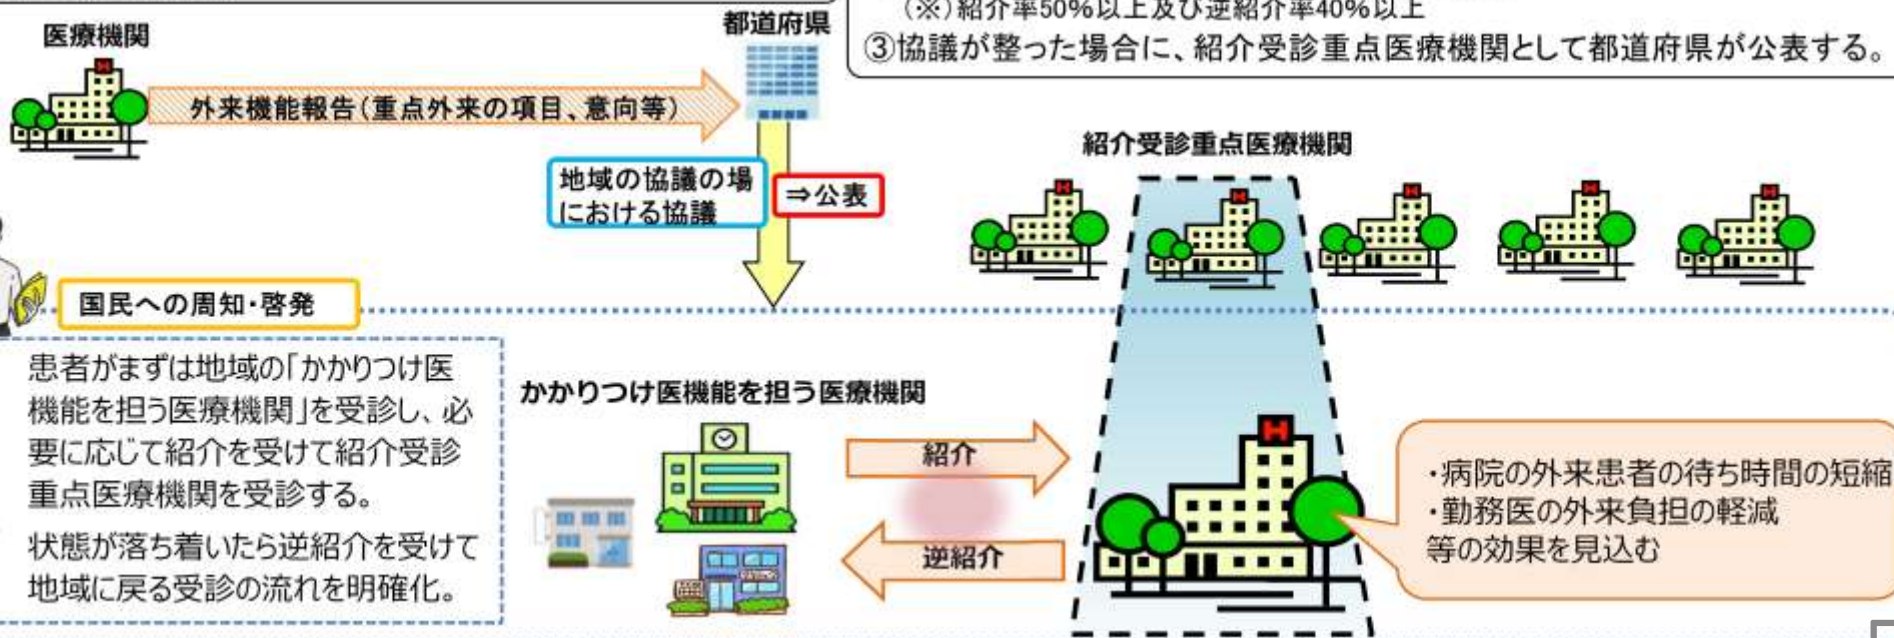 (※)紹介率50%以上及び逆紹介率40%以上
③協議が整った場合に、紹介受診重点医療機関として都道府県が公表する。
医療機関
都道府県
外来機能報告(重点外来の項目、意向等)
地域の協議の場
における協議
⇒公表
紹介受診重点医療機関
H
H
H
H
H
H
国民への周知・啓発
患者がまずは地域の「かかりつけ医
機能を担う医療機関」を受診し、必
要に応じて紹介を受けて紹介受診
重点医療機関を受診する。
状態が落ち着いたら逆紹介を受けて
地域に戻る受診の流れを明確化。
かかりつけ医機能を担う医療機関
紹介
逆紹介
H
・病院の外来患者の待ち時間の短縮
・勤務医の外来負担の軽減
等の効果を見込む